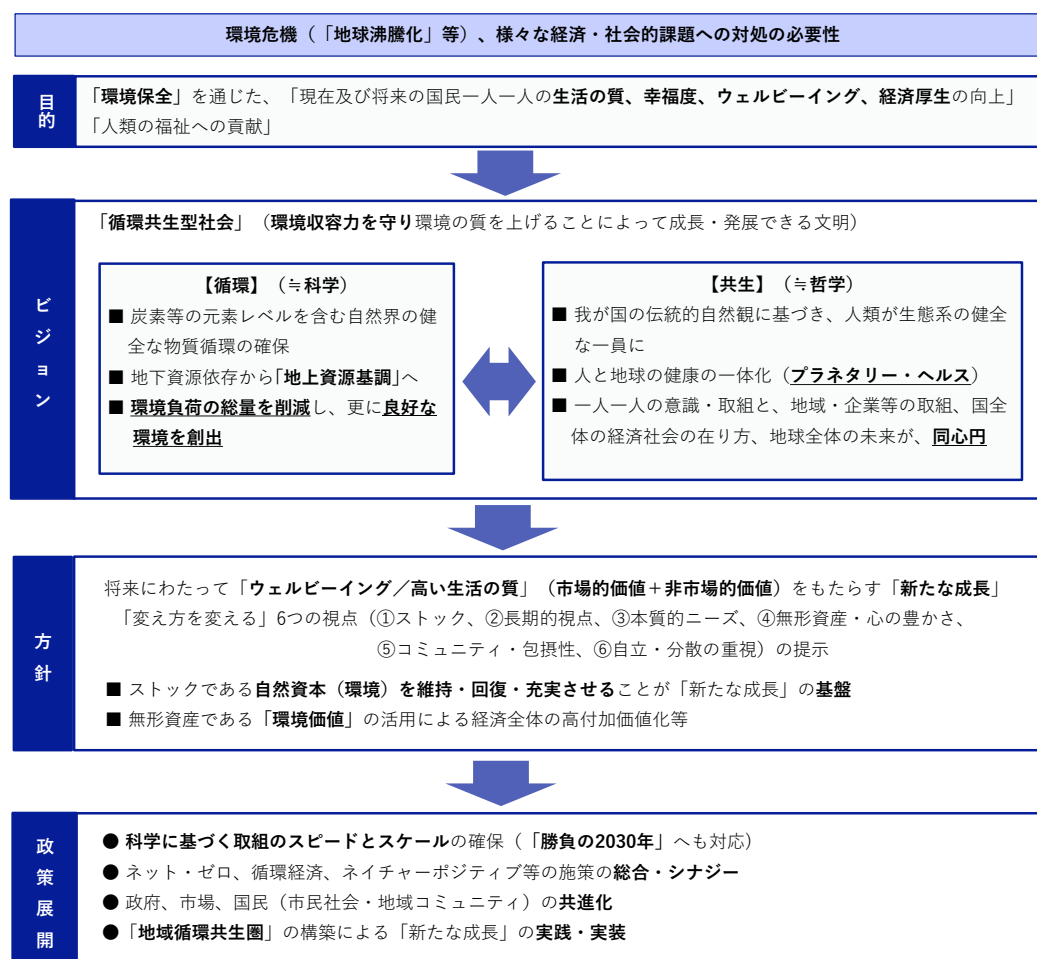 環境危機（「地球沸騰化」等）、様々な経済・社会的課題への対処の必要性
目的
「環境保全」を通じた、「現在及び将来の国民一人一人の生活の質、幸福度、ウェルビーイング、経済厚生の向上」
「人類の福祉への貢献」
ビジョン
「循環共生型社会」（環境収容力を守り環境の質を上げることによって成長・発展できる文明）
【循環】（≒科学）
■ 炭素等の元素レベルを含む自然界の健
全な物質循環の確保
■ 地下資源依存から「地上資源基調」へ
■ 環境負荷の総量を削減し、更に良好な
環境を創出
【共生】（≒哲学）
■ 我が国の伝統的自然観に基づき、人類が生態系の健全
な一員に
■ 人と地球の健康の一体化（プラネタリー・ヘルス）
■ 一人一人の意識・取組と、地域・企業等の取組、国全
体の経済社会の在り方、地球全体の未来が、同心円
方針
将来にわたって「ウェルビーイング／高い生活の質」（市場的価値＋非市場的価値）をもたらす「新たな成長」
「変え方を変える」6つの視点（①ストック、②長期的視点、③本質的ニーズ、④無形資産・心の豊かさ、
⑤コミュニティ・包摂性、⑥自立・分散の重視）の提示
■ ストックである自然資本（環境）を維持・回復・充実させることが「新たな成長」の基盤
■ 無形資産である「環境価値」の活用による経済全体の高付加価値化等
政策展開
● 科学に基づく取組のスピードとスケールの確保（「勝負の2030年」へも対応）
● ネット・ゼロ、循環経済、ネイチャーポジティブ等の施策の総合・シナジー
● 政府、市場、国民（市民社会・地域コミュニティ）の共進化
● 「地域循環共生圏」の構築による「新たな成長」の実践・実装